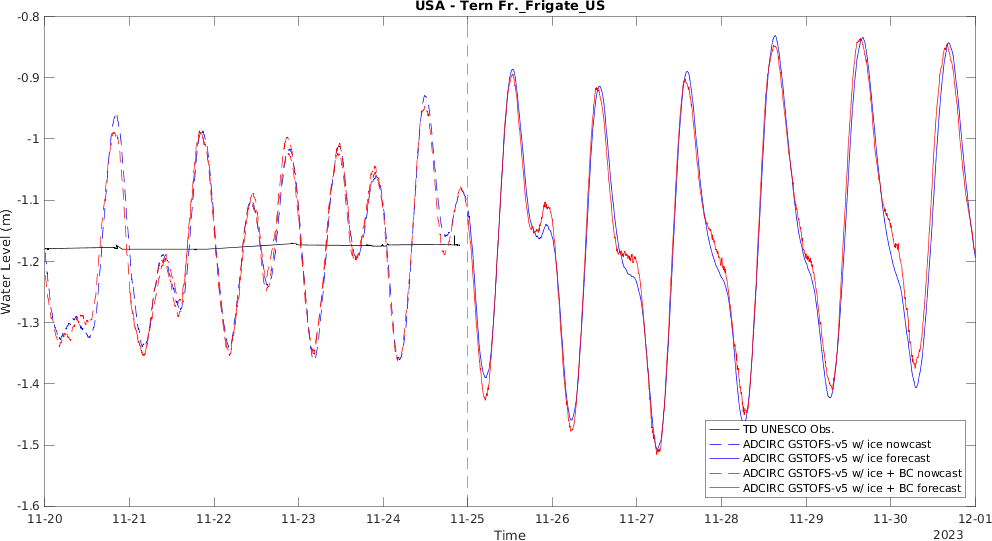 USA - Tern Fr._Frigate_US
Water Level (m)
-0.8
-0.9
-1
-1.1
-1.2
-1.3
-1.4
-1.5
-1.6
TD UNESCO Obs.
ADCIRC GSTOFS-v5 w/ ice nowcast
ADCIRC GSTOFS-v5 w/ ice forecast
ADCIRC GSTOFS-v5 w/ ice + BC nowcast
ADCIRC GSTOFS-v5 w/ ice + BC forecast
11-20 11-21 11-22 11-23 11-24 11-25 11-26 11-27 11-28 11-29 11-30 12-01
Time
2023